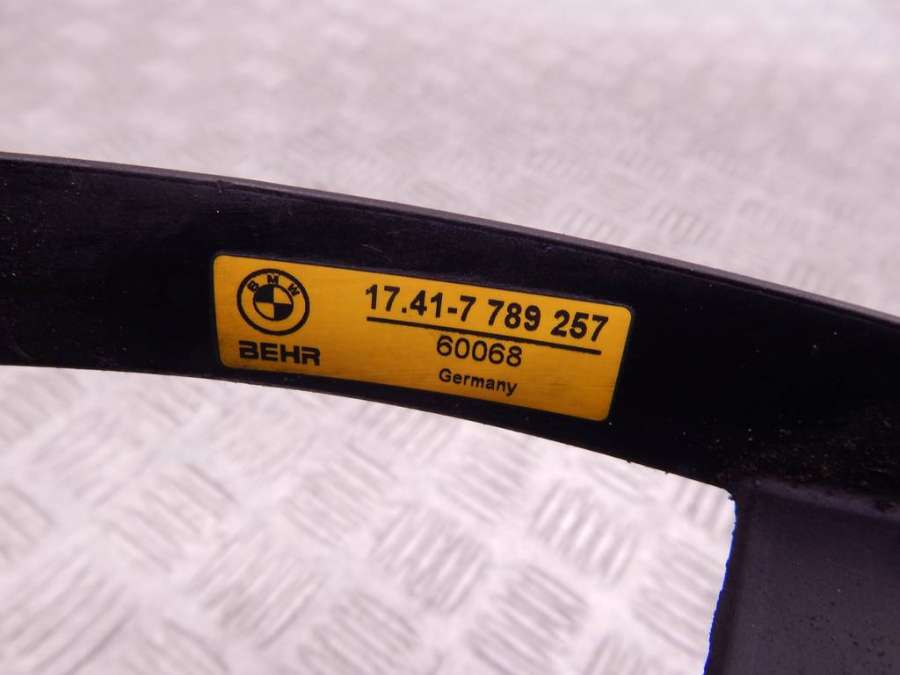 BMW
BEHR
17.41-7 789 257
60068
Germany